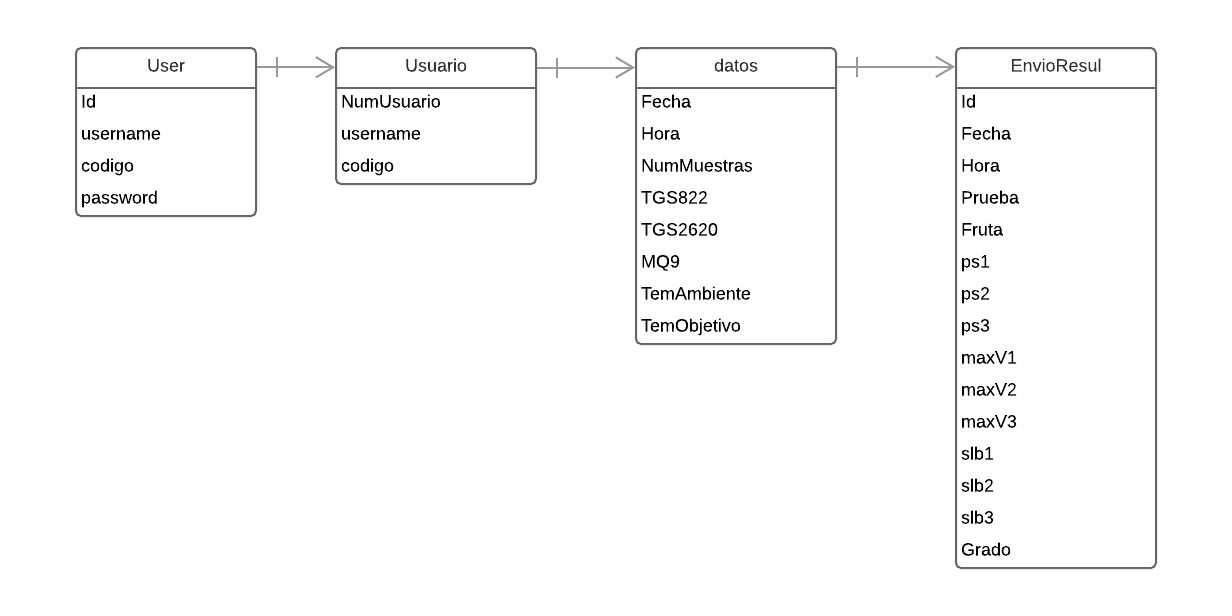 User
Id
username
codigo
password
Usuario
NumUsuario
username
codigo
datos
Fecha
Hora
NumMuestras
TGS822
TGS2620
MQ9
TemAmbiente
TemObjetivo
EnvioResul
Id
Fecha
Hora
Prueba
Fruta
ps1
ps2
ps3
maxV1
maxV2
maxV3
slb1
slb2
slb3
Grado